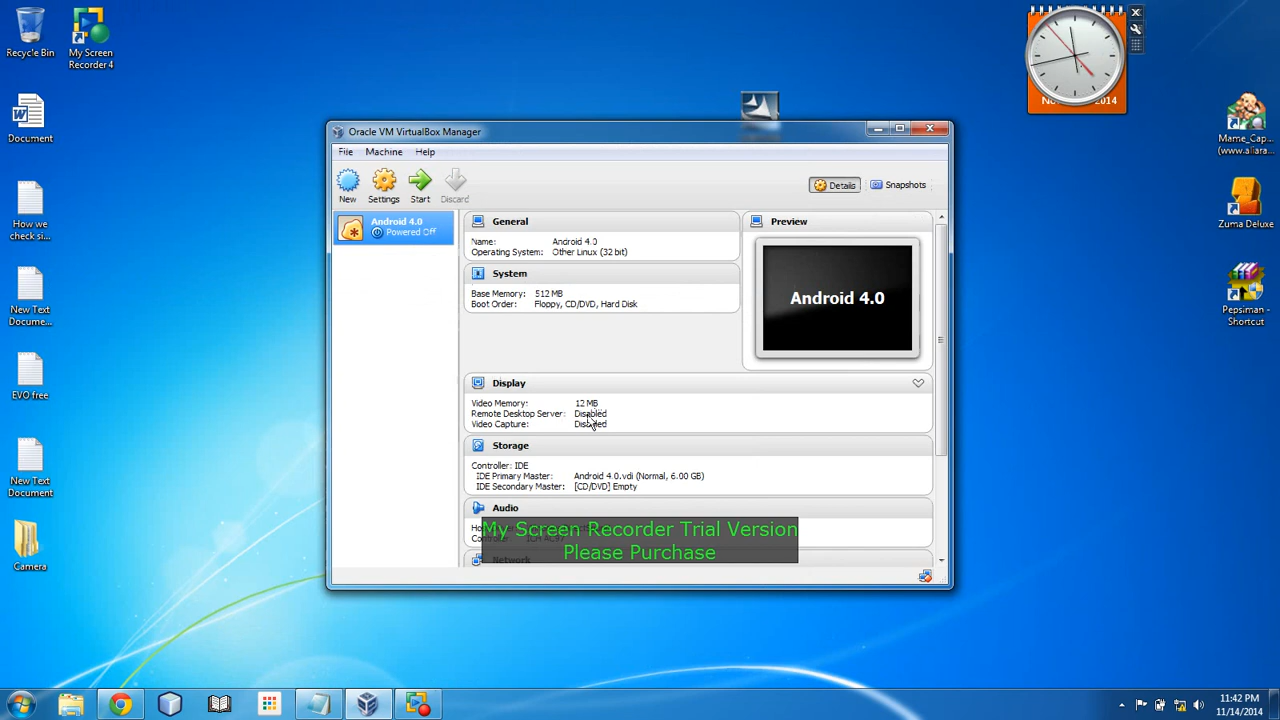 Recycle Bin
My Screen
Recorder 4
Document
How we
check si...
New Text
Docume...
EVO free
New Text
Document
Camera
2014
Mame_Cap...
(www.aliara...
Zuma Deluxe
Pepsiman -
Shortcut
Oracle VM VirtualBox Manager
File Machine Help
New Settings Start Discard
Details Snapshots
Android 4.0
Powered Off
General
Name: Android 4.0
Operating System: Other Linux (32 bit)
System
Base Memory: 512 MB
Boot Order: Floppy, CD/DVD, Hard Disk
Preview
Android 4.0
Display
Video Memory: 12 MB
Remote Desktop Server: Disabled
Video Capture: Disabled
Storage
Controller: IDE
IDE Primary Master: Android 4.0.vdi (Normal, 6.00 GB)
IDE Secondary Master: [CD/DVD] Empty
Audio
My Screen Recorder Trial Version
Please Purchase
Network
11:42 PM
11/14/2014